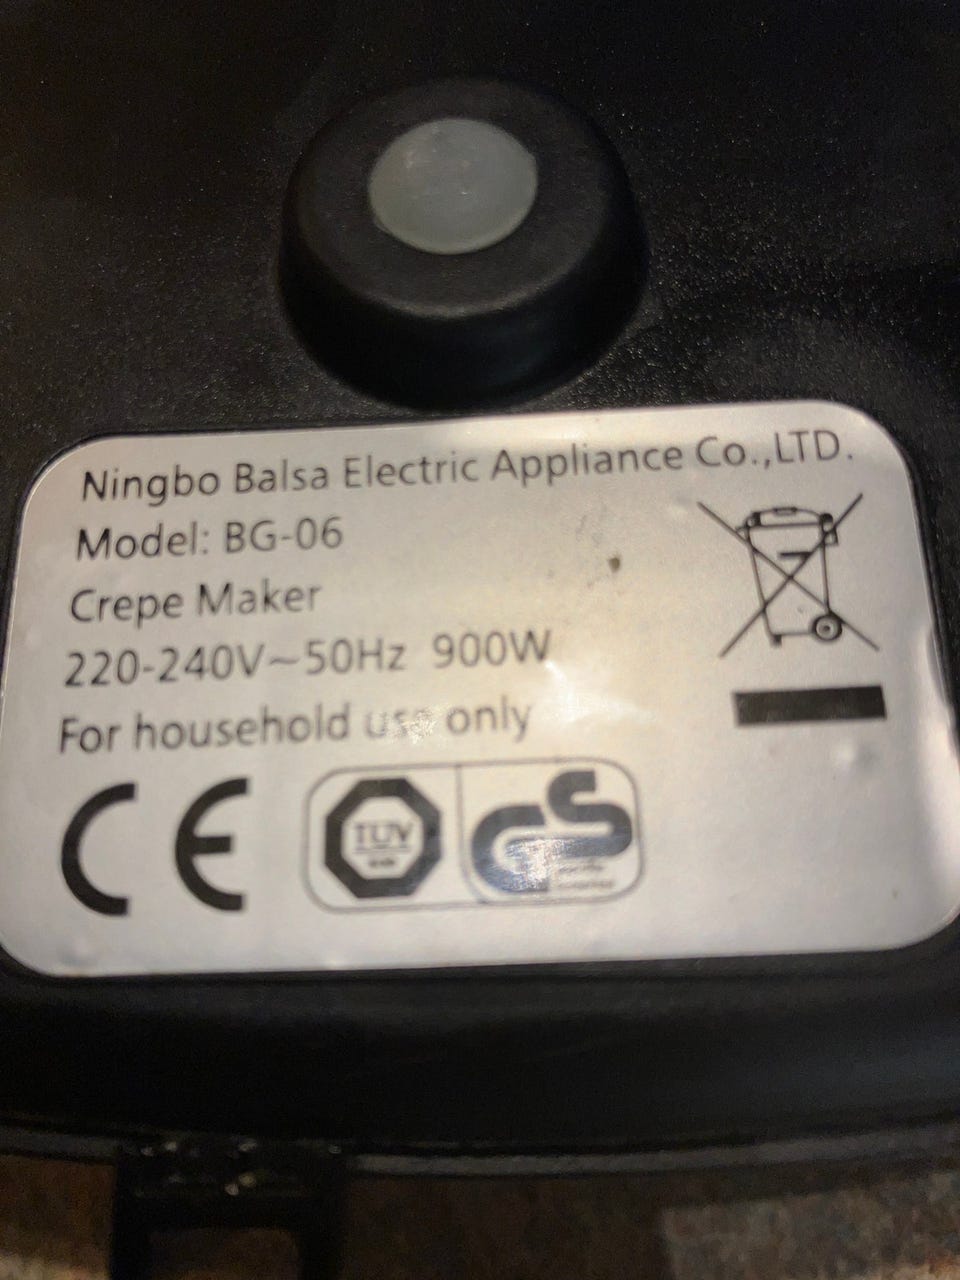 Ningbo Balsa Electric Appliance Co.,LTD.
Model: BG-06
Crepe Maker
220-240V~50Hz 900W
For household use only
CE
TUV
GS